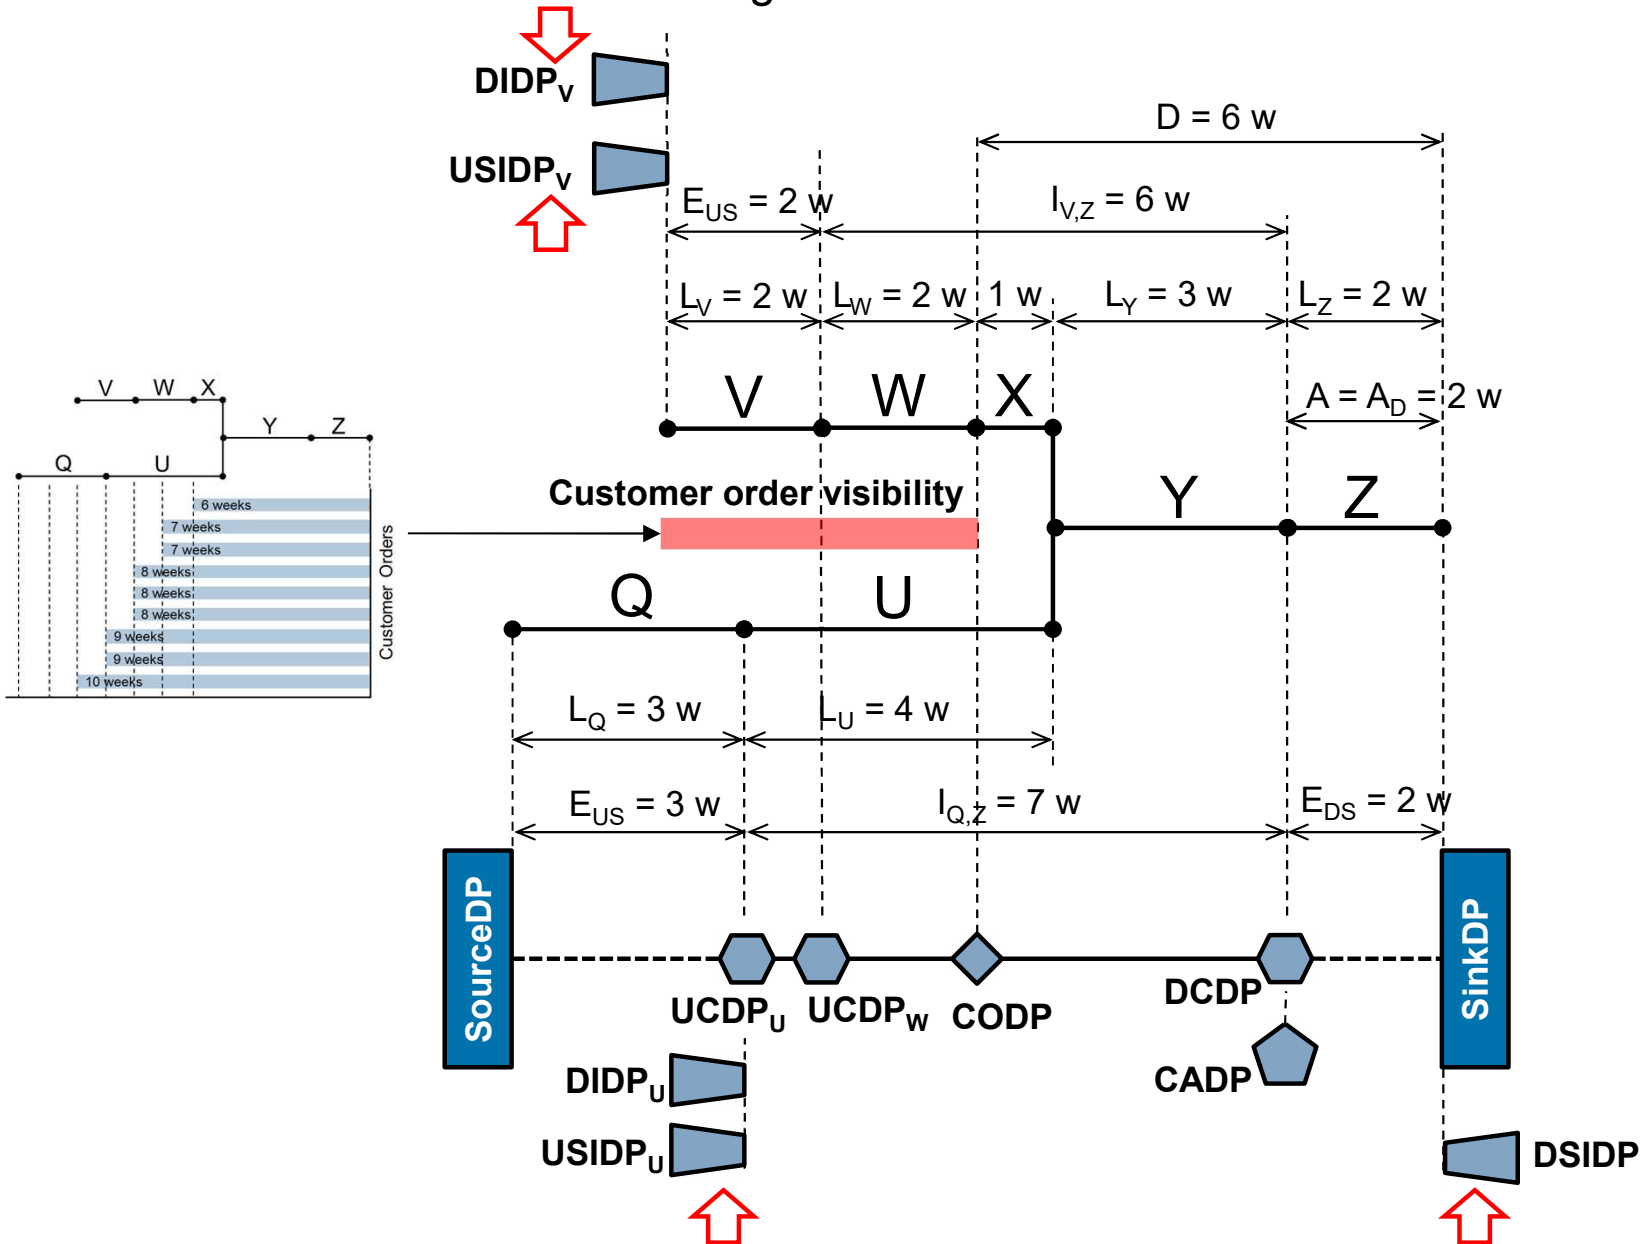 g
DIDPV
D = 6 w
USIDPV
EUS = 2 w
IV,Z = 6 w
LV = 2 w
LW = 2 w
1 w
LY = 3 w
LZ = 2 w
V
W
X
A = AD = 2 w
V
W
X
Y
Z
Q
U
Customer order visibility
Y
Z
6 weeks
7 weeks
7 weeks
8 weeks
8 weeks
8 weeks
9 weeks
9 weeks
10 weeks
Customer Orders
Q
U
LQ = 3 w
LU = 4 w
EUS = 3 w
IQ,Z = 7 w
EDS = 2 w
SourceDP
SinkDP
UCDPU
UCDPW
CODP
DCDP
DIDPU
CADP
USIDPU
DSIDP